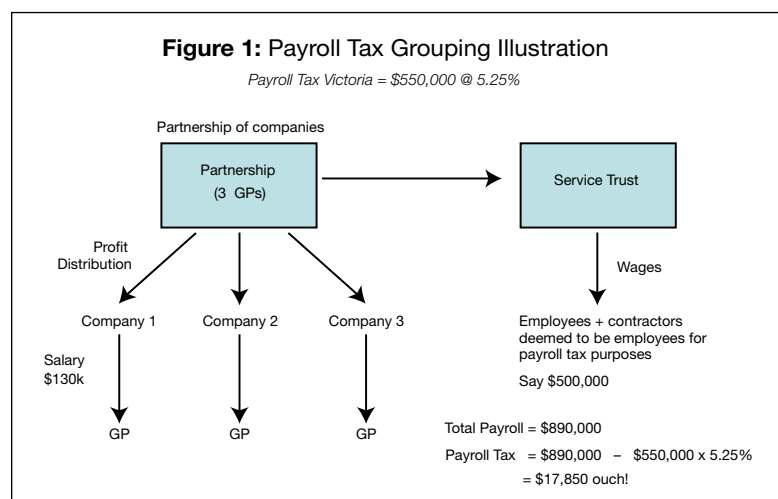 Figure 1: Payroll Tax Grouping Illustration
Payroll Tax Victoria = $550,000 @ 5.25%
Partnership of companies
Partnership
(3 GPs)
Service Trust
Profit
Distribution
Wages
Company 1
Company 2
Company 3
Employees + contractors
deemed to be employees for
payroll tax purposes
Say $500,000
Salary
$130k
GP
GP
GP
Total Payroll = $890,000
Payroll Tax = $890,000 – $550,000 x 5.25%
= $17,850 ouch!